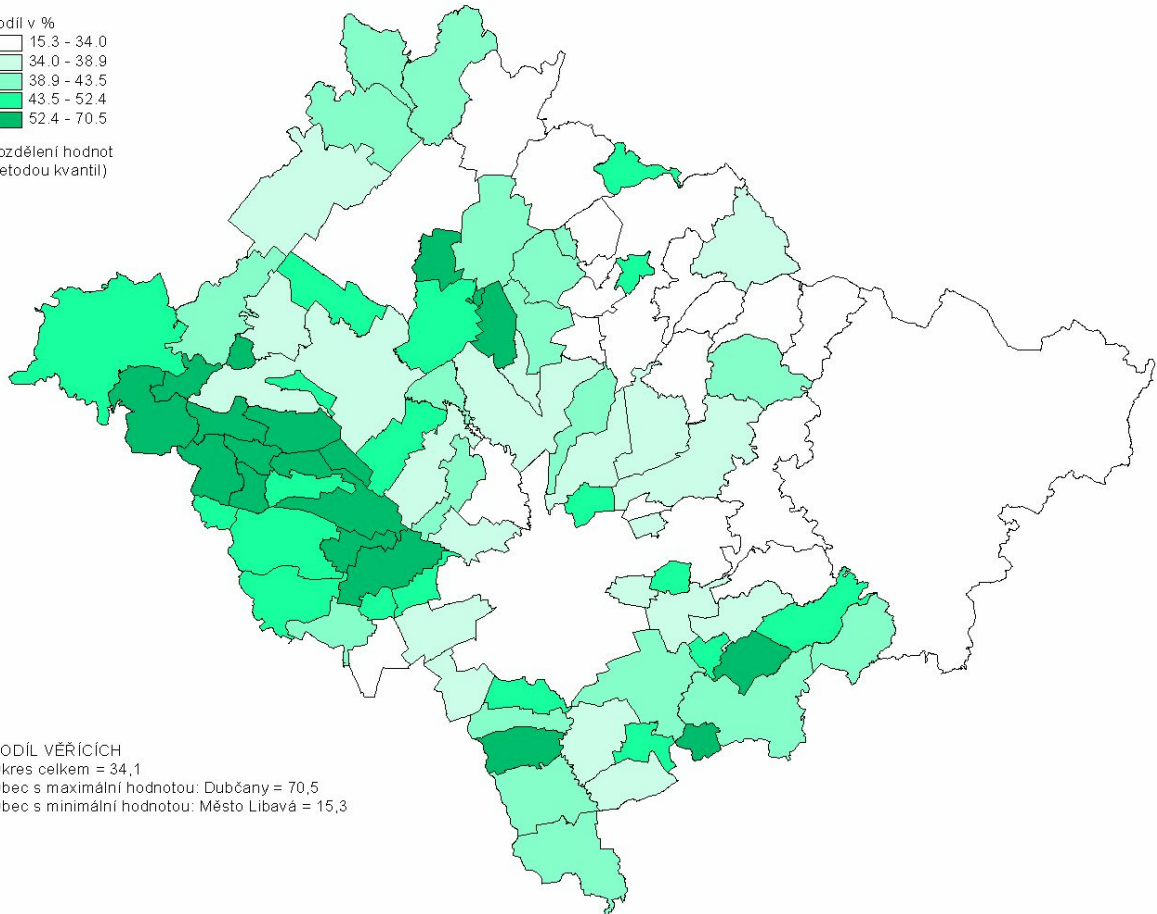 odíl v %
15.3 - 34.0
34.0 - 38.9
38.9 - 43.5
43.5 - 52.4
52.4 - 70.5
ozdělení hodnot
etodou kvantil)
ODÍL VĚŘÍCÍCH
kres celkem = 34,1
bec s maximální hodnotou: Dubčany = 70,5
bec s minimální hodnotou: Město Libavá = 15,3